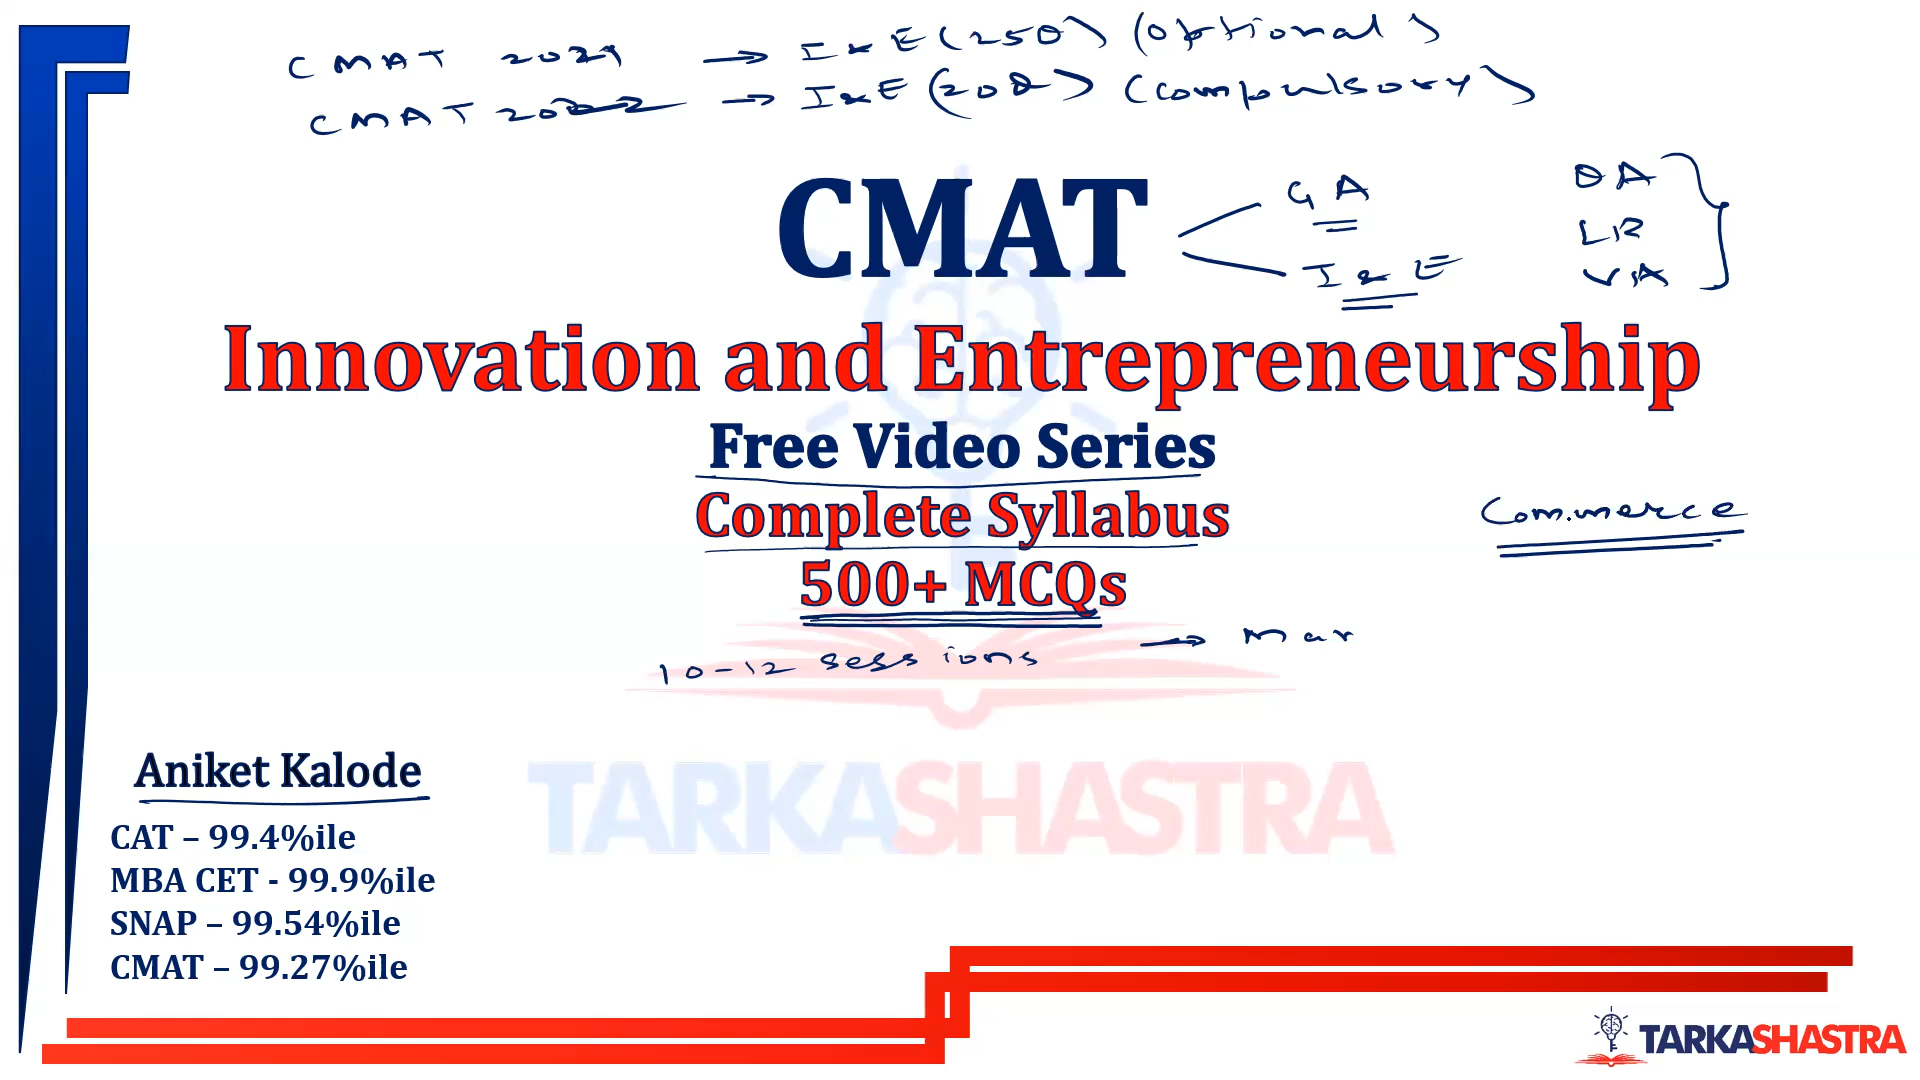 CMAT 2021 → I & E (250) (Optional)
CMAT 2022 → I & E (200) (Compulsory)
CMAT
GA
I & E
QA
LR
VA
Innovation and Entrepreneurship
Free Video Series
Complete Syllabus
Commerce
500+ MCQs
10-12 sessions → Mar
Aniket Kalode
CAT – 99.4%ile
MBA CET - 99.9%ile
SNAP – 99.54%ile
CMAT – 99.27%ile
TARKASHASTRA
TARKASHASTRA